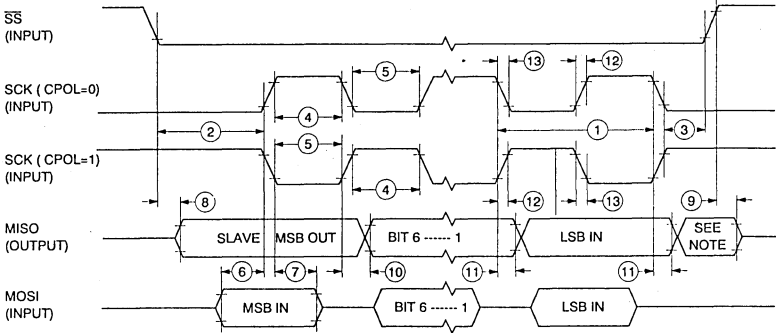 SS
(INPUT)
13 12
5
SCK ( CPOL=0)
(INPUT)
4
2 5 1 3
SCK ( CPOL=1)
(INPUT)
4
8 12 13 9
MISO
(OUTPUT)
SLAVE MSB OUT BIT 6 ------ 1 LSB IN SEE
NOTE
6 7 10 11 11
MOSI
(INPUT)
MSB IN BIT 6 ------ 1 LSB IN